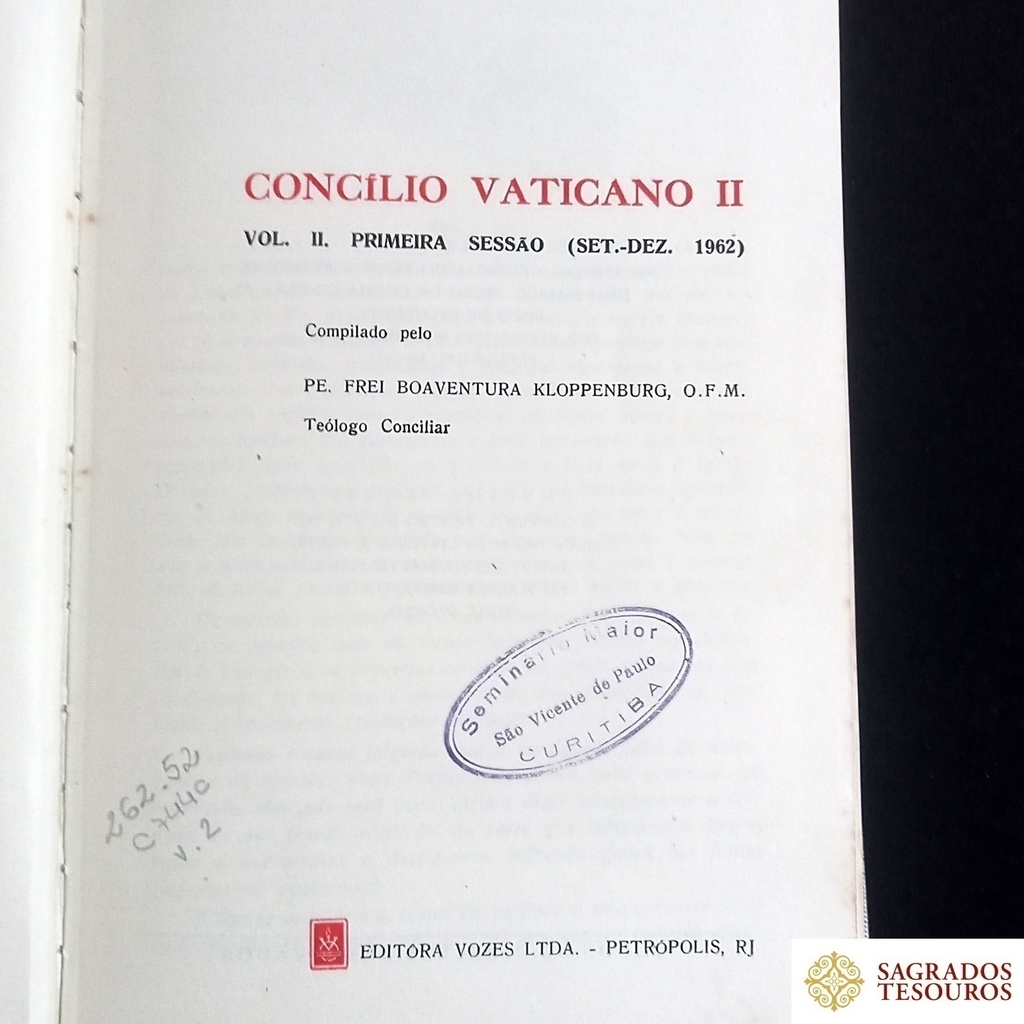 CONCÍLIO VATICANO II
VOL. II. PRIMEIRA SESSÃO (SET.-DEZ. 1962)
Compilado pelo
PE. FREI BOAVENTURA KLOPPENBURG, O.F.M.
Teólogo Conciliar
Seminário Maior
São Vicente de Paulo
CURITIBA
262.52
C744c
v.2
EDITÔRA VOZES LTDA. - PETRÓPOLIS, RJ
SAGRADOS
TESOUROS